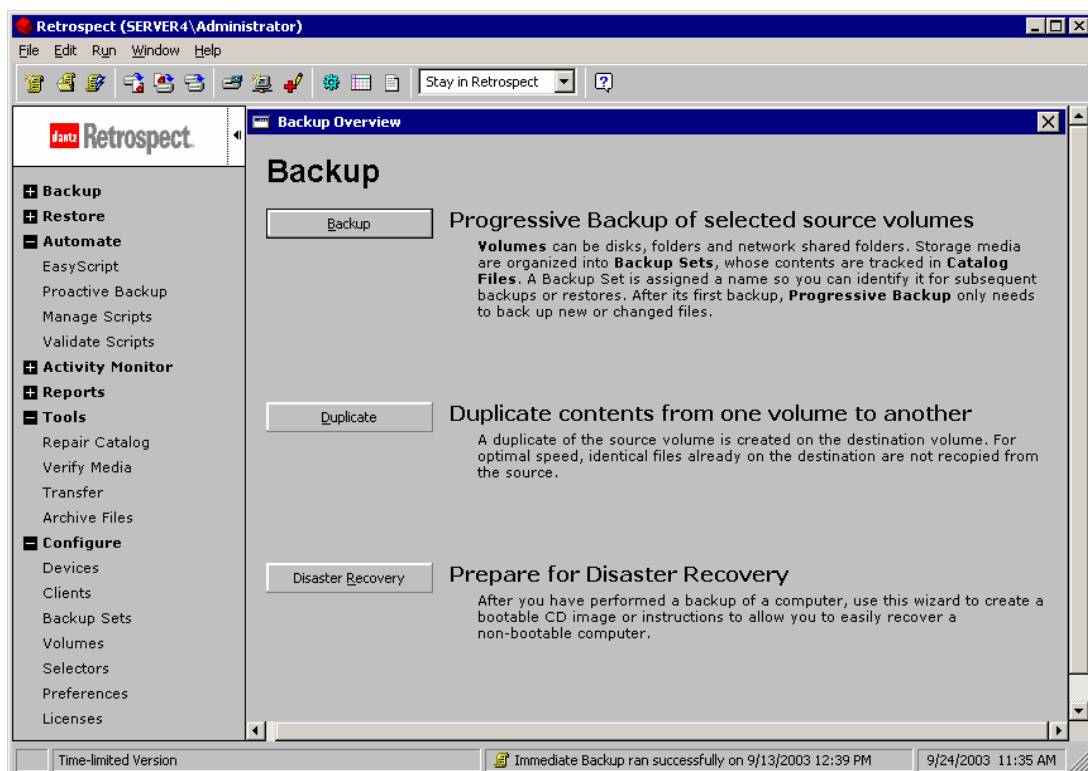 Retrospect (SERVER4\Administrator)
File Edit Run Window Help
Stay in Retrospect
dantz Retrospect.
Backup
Restore
Automate
EasyScript
Proactive Backup
Manage Scripts
Validate Scripts
Activity Monitor
Reports
Tools
Repair Catalog
Verify Media
Transfer
Archive Files
Configure
Devices
Clients
Backup Sets
Volumes
Selectors
Preferences
Licenses
Backup Overview
Backup
Backup
Progressive Backup of selected source volumes
Volumes can be disks, folders and network shared folders. Storage media
are organized into Backup Sets, whose contents are tracked in Catalog
Files. A Backup Set is assigned a name so you can identify it for subsequent
backups or restores. After its first backup, Progressive Backup only needs
to back up new or changed files.
Duplicate
Duplicate contents from one volume to another
A duplicate of the source volume is created on the destination volume. For
optimal speed, identical files already on the destination are not recopied from
the source.
Disaster Recovery
Prepare for Disaster Recovery
After you have performed a backup of a computer, use this wizard to create a
bootable CD image or instructions to allow you to easily recover a
non-bootable computer.
Time-limited Version
Immediate Backup ran successfully on 9/13/2003 12:39 PM
9/24/2003 11:35 AM